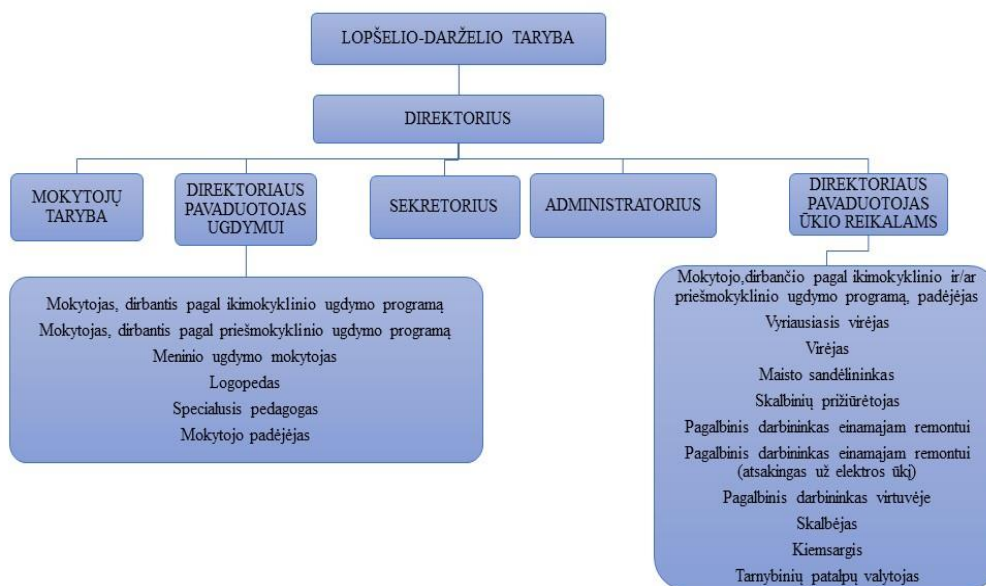 LOPŠELIO-DARŽELIO TARYBA
DIREKTORIUS
MOKYTOJŲ
TARYBA
DIREKTORIAUS
PAVADUOTOJAS
UGDYMUI
SEKRETORIUS
ADMINISTRATORIUS
DIREKTORIAUS
PAVADUOTOJAS
ŪKIO REIKALAMS
Mokytojas, dirbantis pagal ikimokyklinio ugdymo programą
Mokytojas, dirbantis pagal priešmokyklinio ugdymo programą
Meninio ugdymo mokytojas
Logopedas
Specialusis pedagogas
Mokytojo padėjėjas
Mokytojo,dirbančio pagal ikimokyklinio ir/ar
priešmokyklinio ugdymo programą, padėjėjas
Vyriausiasis virėjas
Virėjas
Maisto sandėlininkas
Skalbinių prižiūrėtojas
Pagalbinis darbininkas einamajam remontui
Pagalbinis darbininkas einamajam remontui
(atsakingas už elektros ūkį)
Pagalbinis darbininkas virtuvėje
Skalbėjas
Kiemsargis
Tarnybinių patalpų valytojas